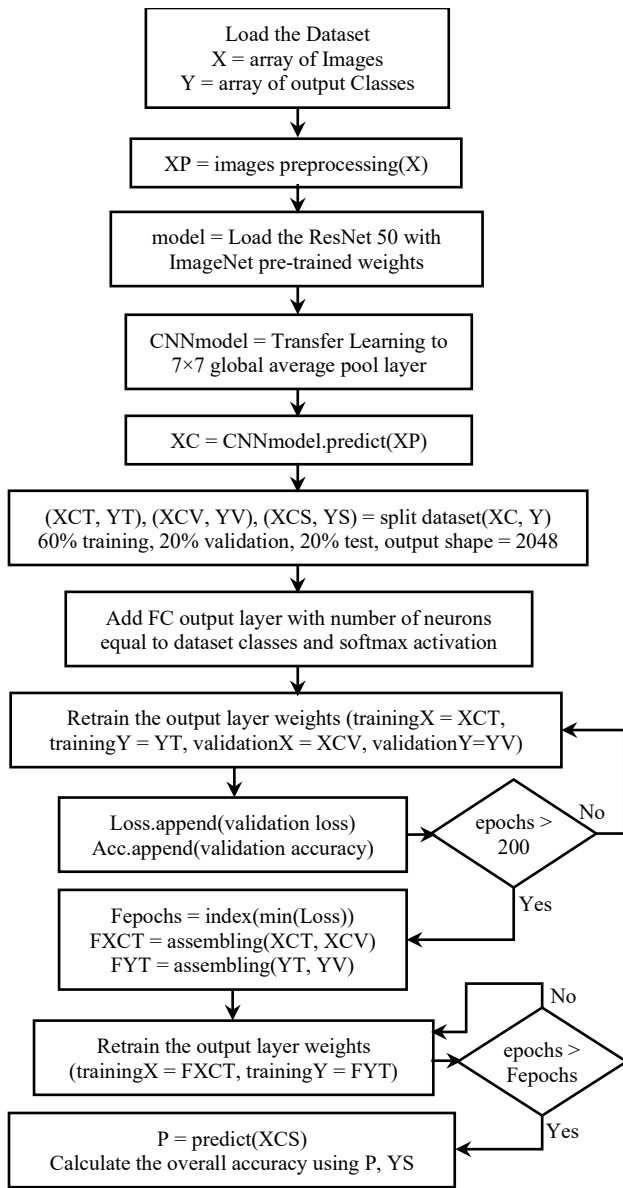 Load the Dataset
X = array of Images
Y = array of output Classes
XP = images preprocessing(X)
model = Load the ResNet 50 with
ImageNet pre-trained weights
CNNmodel = Transfer Learning to
7×7 global average pool layer
XC = CNNmodel.predict(XP)
(XCT, YT), (XCV, YV), (XCS, YS) = split dataset(XC, Y)
60% training, 20% validation, 20% test, output shape = 2048
Add FC output layer with number of neurons
equal to dataset classes and softmax activation
Retrain the output layer weights (trainingX = XCT,
trainingY = YT, validationX = XCV, validationY=YV)
Loss.append(validation loss)
Acc.append(validation accuracy)
epochs >
200
No
Yes
Fepochs = index(min(Loss))
FXCT = assembling(XCT, XCV)
FYT = assembling(YT, YV)
Retrain the output layer weights
(trainingX = FXCT, trainingY = FYT)
epochs >
Fepochs
No
Yes
P = predict(XCS)
Calculate the overall accuracy using P, YS